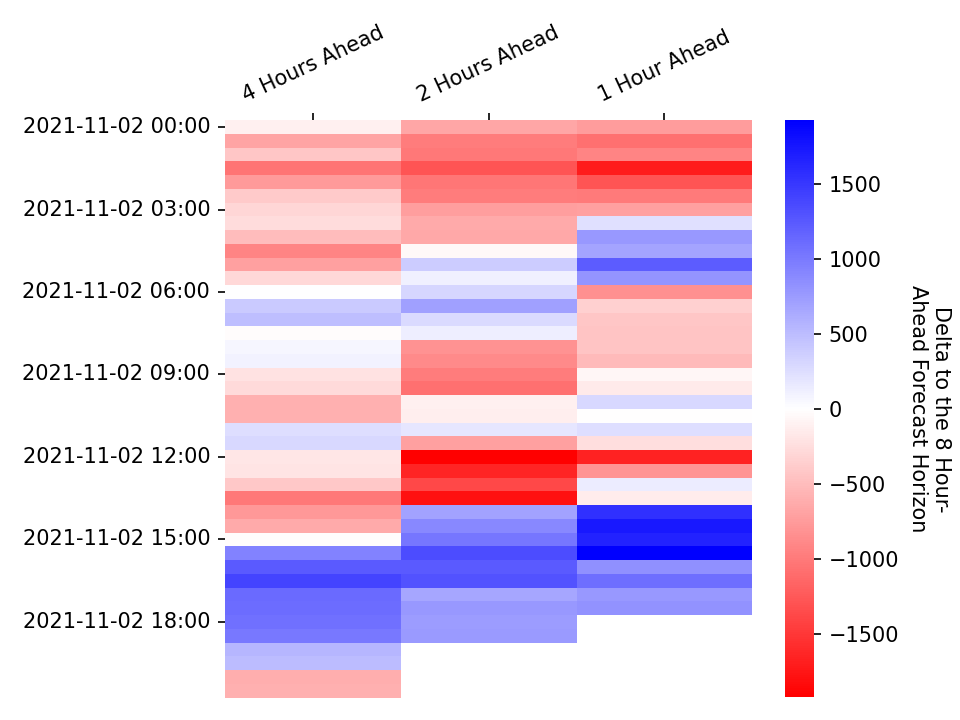 4 Hours Ahead
2 Hours Ahead
1 Hour Ahead
2021-11-02 00:00
2021-11-02 03:00
2021-11-02 06:00
2021-11-02 09:00
2021-11-02 12:00
2021-11-02 15:00
2021-11-02 18:00
1500
1000
500
0
−500
−1000
−1500
Delta to the 8 Hour-
Ahead Forecast Horizon